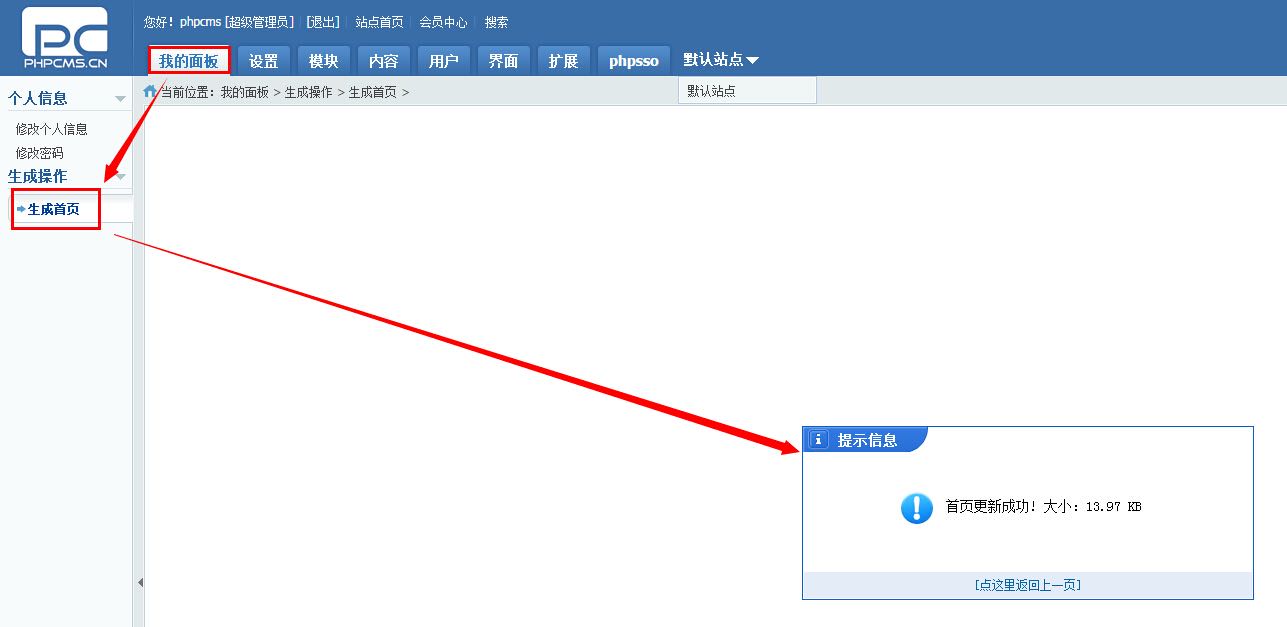 PHPCMS.CN
您好！phpcms [超级管理员] | [退出] | 站点首页 | 会员中心 | 搜索
我的面板 设置 模块 内容 用户 界面 扩展 phpsso 默认站点
当前位置：我的面板 > 生成操作 > 生成首页 >
默认站点
个人信息
修改个人信息
修改密码
生成操作
生成首页
提示信息
首页更新成功！大小：13.97 KB
[点这里返回上一页]